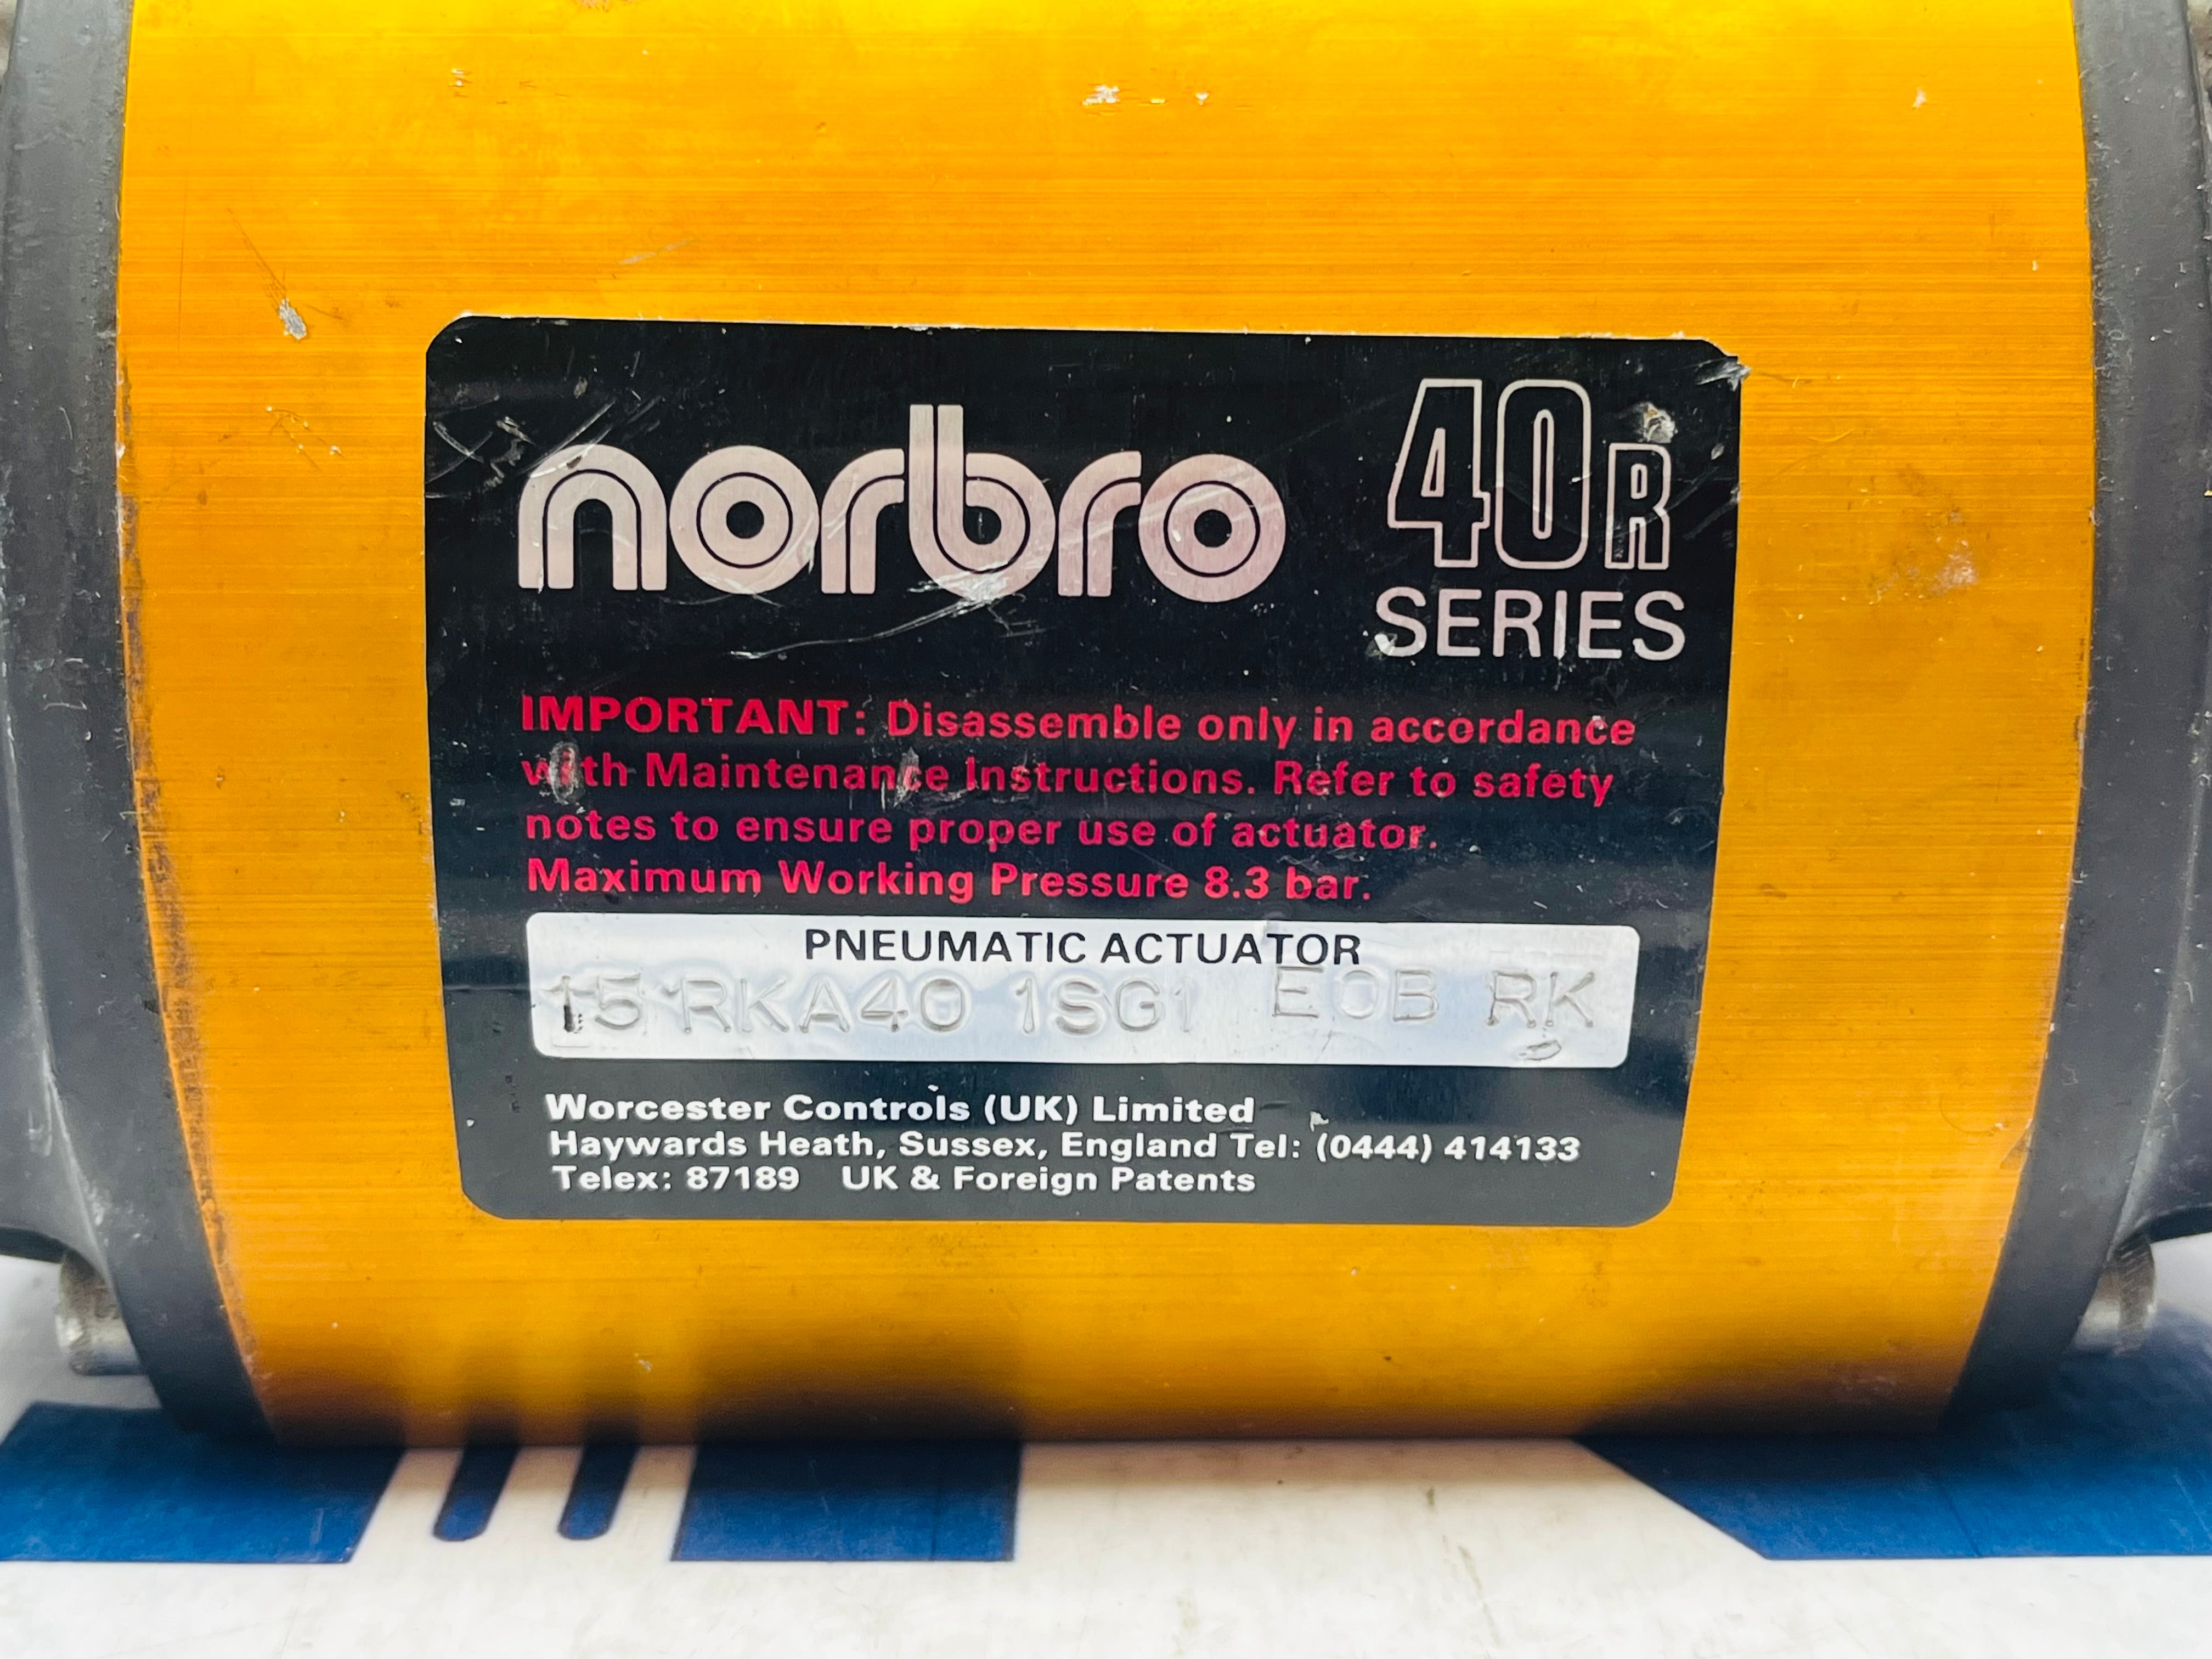 norbro 40R
SERIES
IMPORTANT: Disassemble only in accordance
with Maintenance Instructions. Refer to safety
notes to ensure proper use of actuator.
Maximum Working Pressure 8.3 bar.
PNEUMATIC ACTUATOR
15 RKA40 1SG1 EOB RK
Worcester Controls (UK) Limited
Haywards Heath, Sussex, England Tel: (0444) 414133
Telex: 87189 UK & Foreign Patents